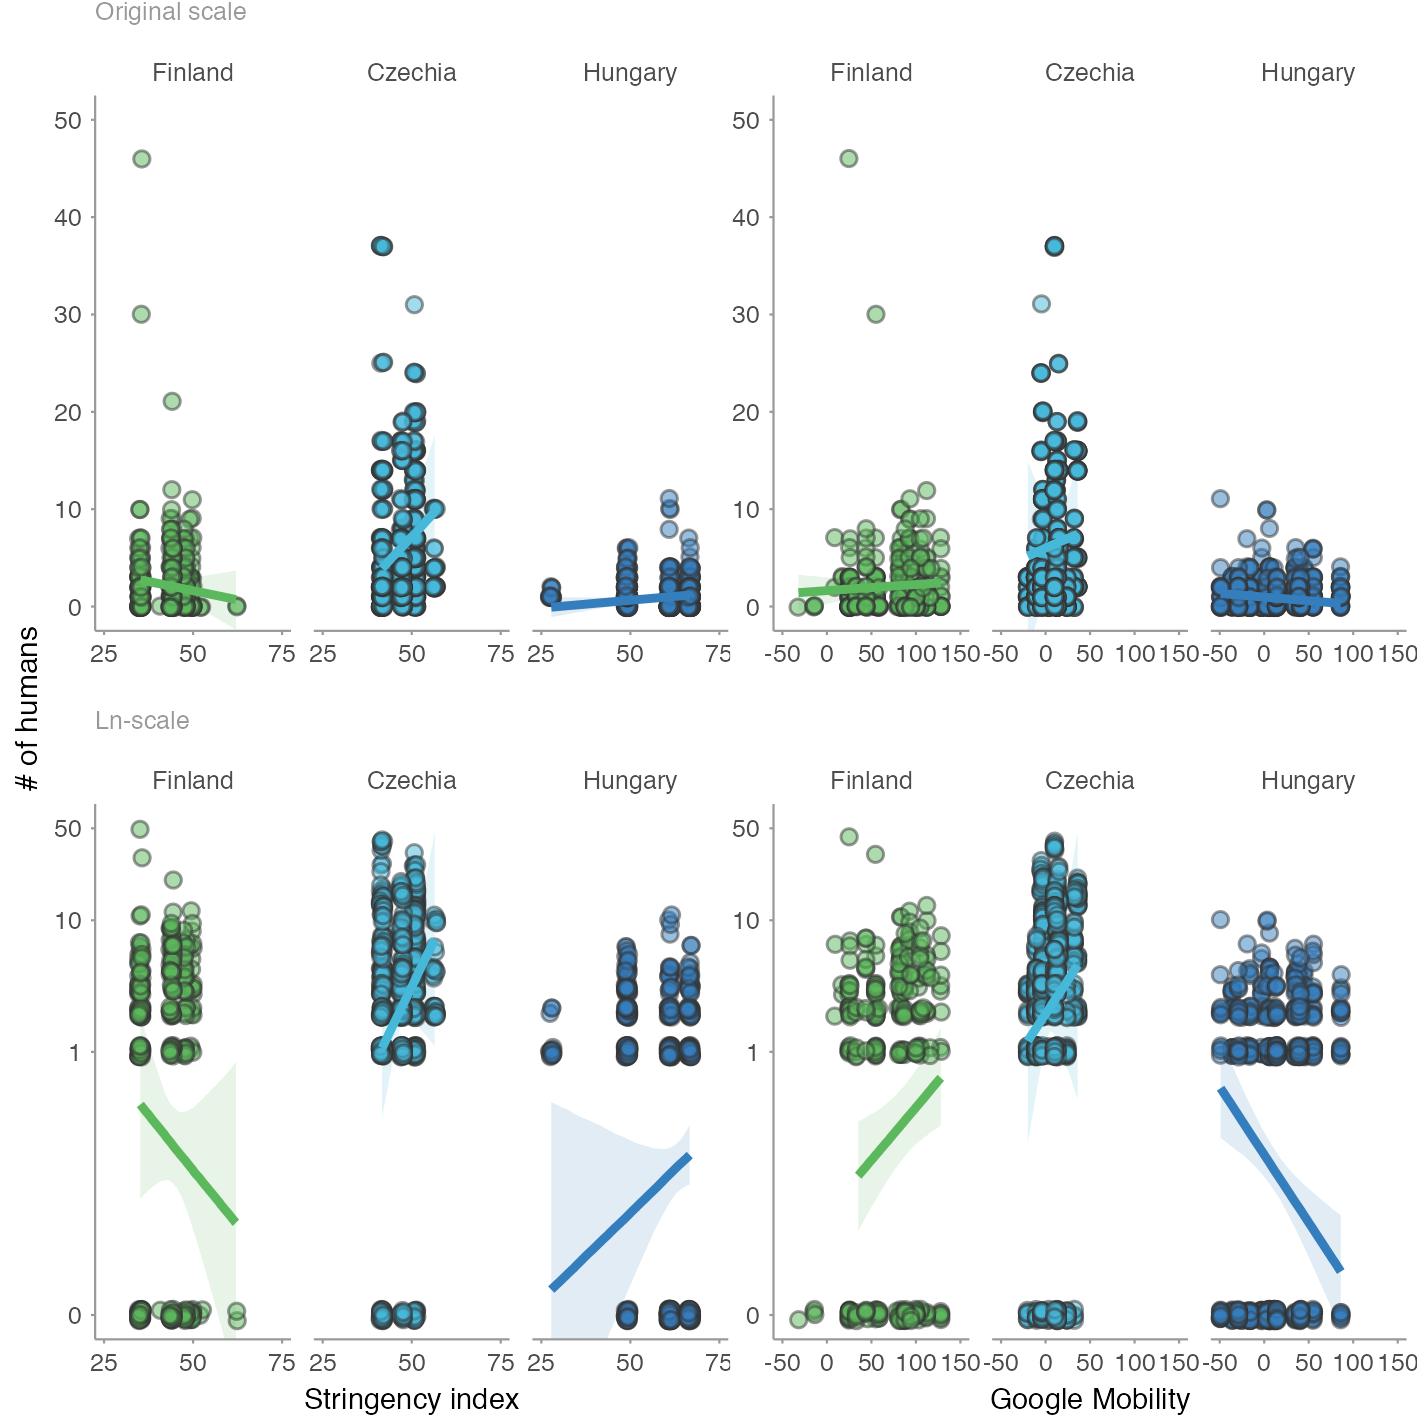 Original scale
Finland Czechia Hungary Finland Czechia Hungary
50 50
40 40
30 30
20 20
10 10
0 0
25 50 75 25 50 75 25 50 75 -50 0 50 100 150 -50 0 50 100 150 -50 0 50 100 150
# of humans
Ln-scale
Finland Czechia Hungary Finland Czechia Hungary
50 50
10 10
1 1
0 0
25 50 75 25 50 75 25 50 75 -50 0 50 100 150 -50 0 50 100 150 -50 0 50 100 150
Stringency index Google Mobility